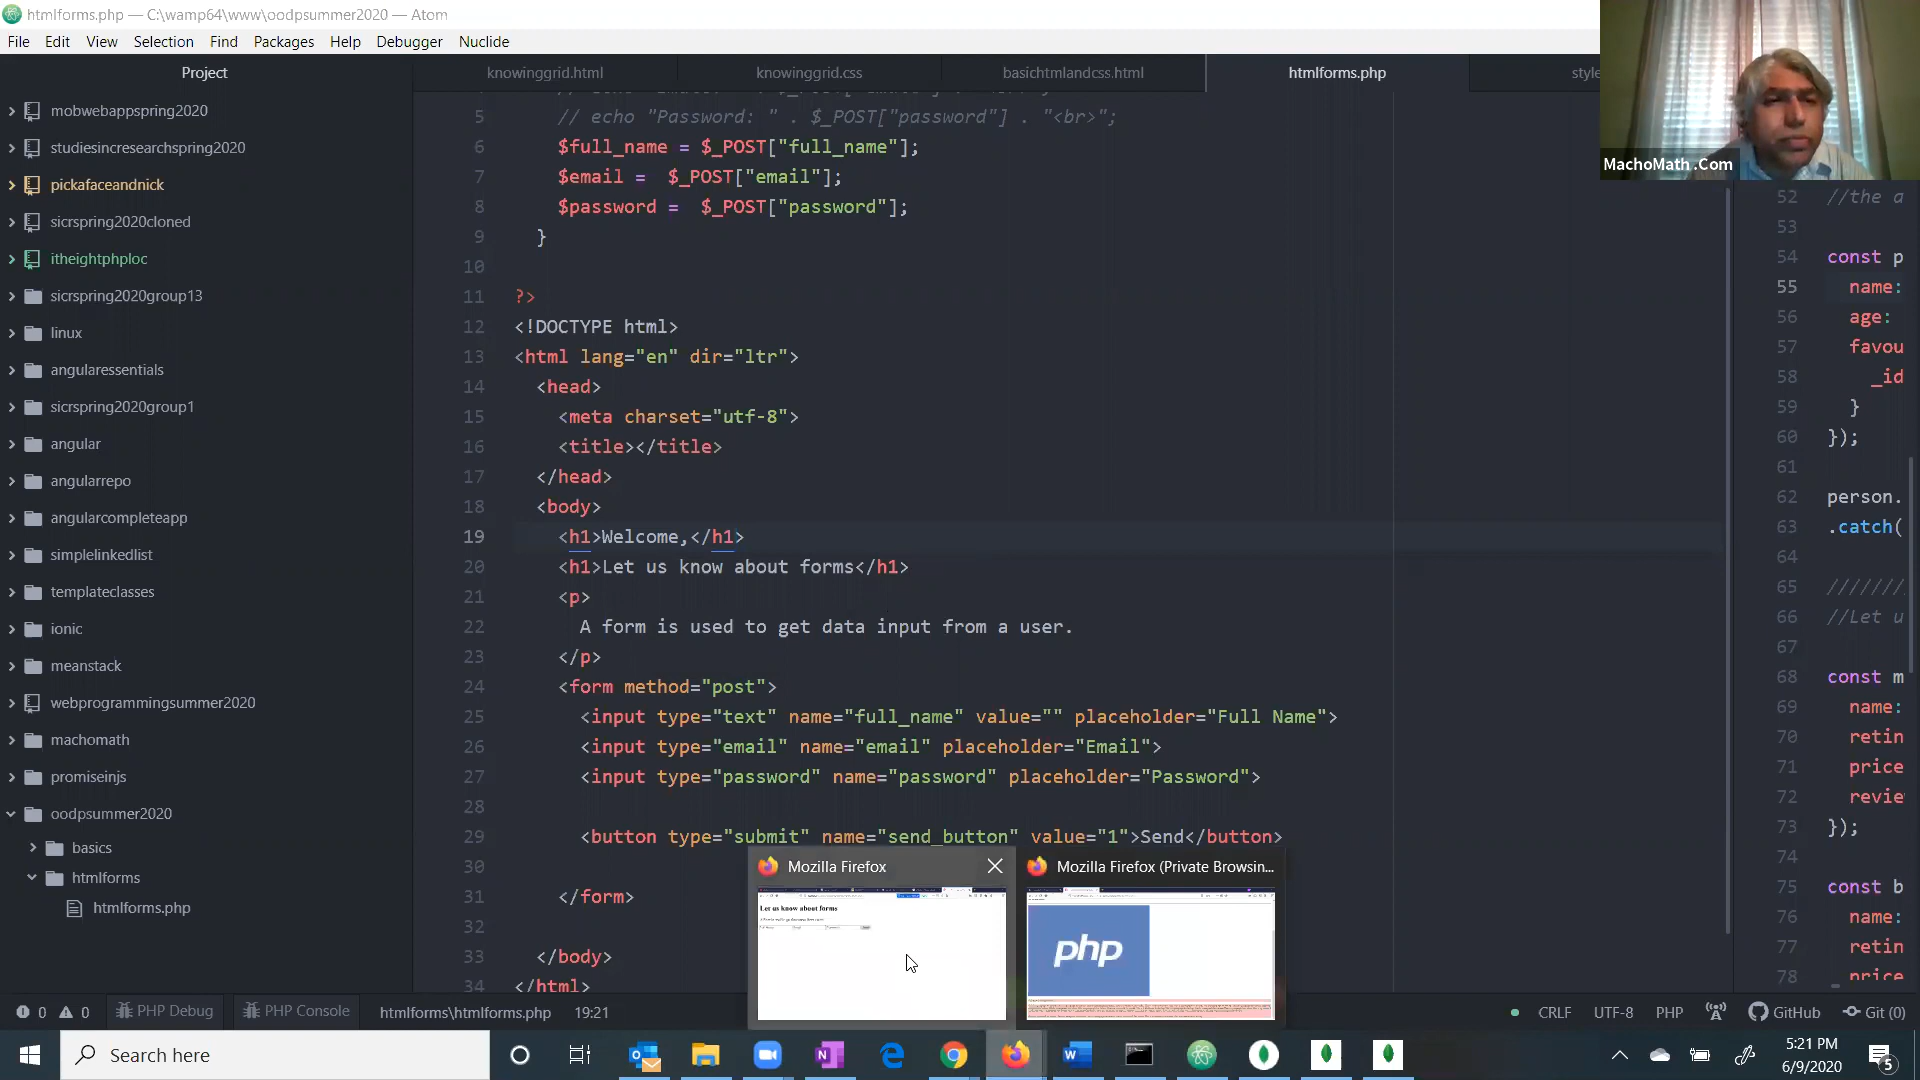 htmlforms.php — C:\wamp64\www\oodpsummer2020 — Atom
File Edit View Selection Find Packages Help Debugger Nuclide
Project
knowinggrid.html knowinggrid.css basichtmlandcss.html htmlforms.php style
MachoMath .Com
mobwebappspring2020
studiesincresearchspring2020
pickafaceandnick
sicrspring2020cloned
itheightphploc
sicrspring2020group13
linux
angularessentials
sicrspring2020group1
angular
angularrepo
angularcompleteapp
simplelinkedlist
templateclasses
ionic
meanstack
webprogrammingsummer2020
machomath
promiseinjs
oodpsummer2020
basics
htmlforms
htmlforms.php
5 // echo "Password: " . $_POST["password"] . "<br>";
6 $full_name = $_POST["full_name"];
7 $email = $_POST["email"];
8 $password = $_POST["password"];
9 }
10
11 ?>
12 <!DOCTYPE html>
13 <html lang="en" dir="ltr">
14 <head>
15 <meta charset="utf-8">
16 <title></title>
17 </head>
18 <body>
19 <h1>Welcome,</h1>
20 <h1>Let us know about forms</h1>
21 <p>
22 A form is used to get data input from a user.
23 </p>
24 <form method="post">
25 <input type="text" name="full_name" value="" placeholder="Full Name">
26 <input type="email" name="email" placeholder="Email">
27 <input type="password" name="password" placeholder="Password">
28
29 <button type="submit" name="send_button" value="1">Send</button>
30
31 </form>
32
33 </body>
34 </html>
52 //the a
53
54 const p
55 name:
56 age:
57 favou
58 _id
59 }
60 });
61
62 person.
63 .catch(
64
65 ///////
66 //Let u
67
68 const m
69 name:
70 retin
71 price
72 revie
73 });
74
75 const b
76 name:
77 retin
78 price
Mozilla Firefox
Let us know about forms
Mozilla Firefox (Private Browsin...
php
0 0 PHP Debug PHP Console htmlforms\htmlforms.php 19:21 CRLF UTF-8 PHP GitHub Git (0)
Search here
5:21 PM
6/9/2020
5